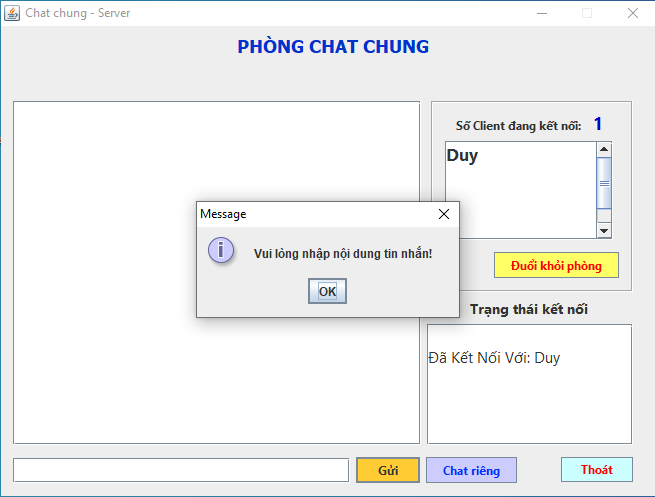 Chat chung - Server
PHÒNG CHAT CHUNG
Số Client đang kết nối: 1
Duy
Đuổi khỏi phòng
Message
Vui lòng nhập nội dung tin nhắn!
OK
Trạng thái kết nối
Đã Kết Nối Với: Duy
Gửi
Chat riêng
Thoát